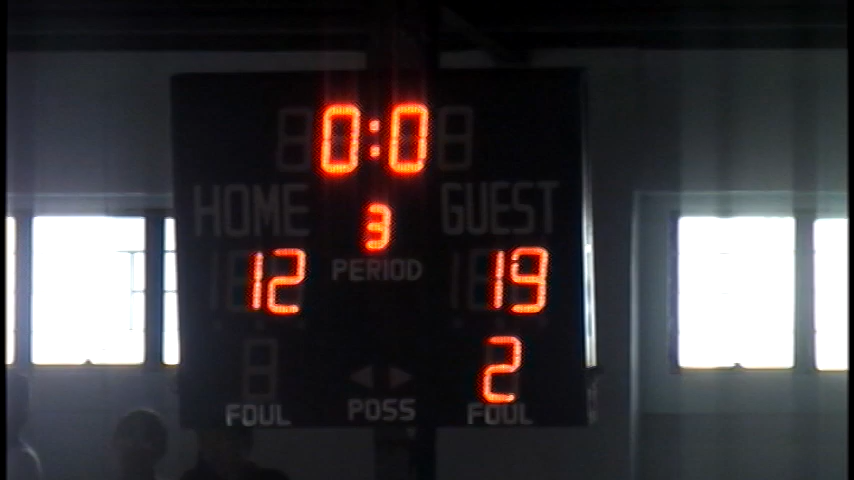 0:0
HOME 3 GUEST
12 PERIOD 19
2
FOUL POSS FOUL